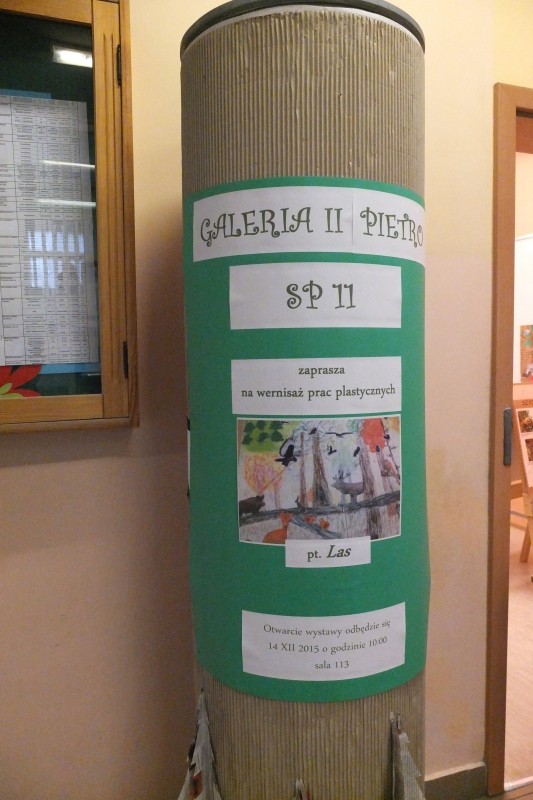 GALERIA II PIETRO
SP 11
zaprasza
na wernisaż prac plastycznych
pt. Las
Otwarcie wystawy odbędzie się
14 XII 2015 o godzinie 10:00
sala 113